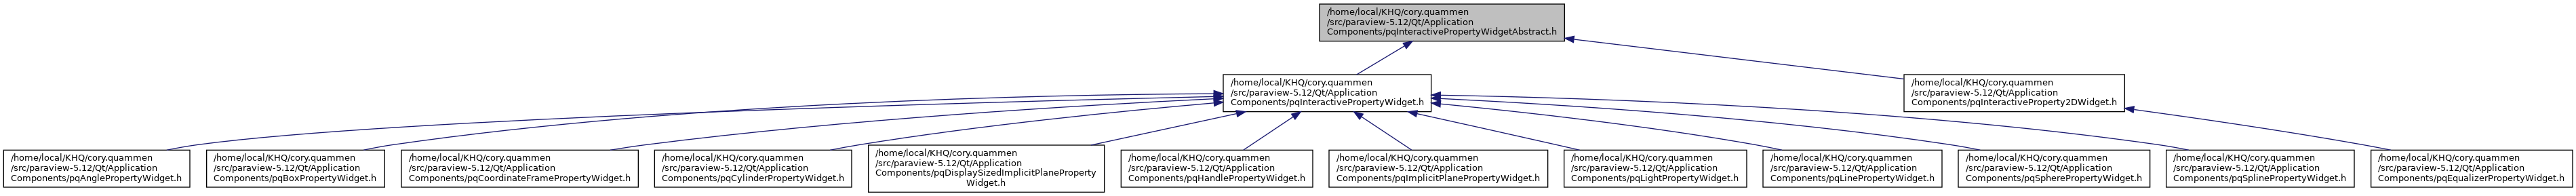 /home/local/KHQ/cory.quammen
/src/paraview-5.12/Qt/Application
Components/pqInteractivePropertyWidgetAbstract.h
/home/local/KHQ/cory.quammen
/src/paraview-5.12/Qt/Application
Components/pqInteractivePropertyWidget.h
/home/local/KHQ/cory.quammen
/src/paraview-5.12/Qt/Application
Components/pqInteractiveProperty2DWidget.h
/home/local/KHQ/cory.quammen
/src/paraview-5.12/Qt/Application
Components/pqAnglePropertyWidget.h
/home/local/KHQ/cory.quammen
/src/paraview-5.12/Qt/Application
Components/pqBoxPropertyWidget.h
/home/local/KHQ/cory.quammen
/src/paraview-5.12/Qt/Application
Components/pqCoordinateFramePropertyWidget.h
/home/local/KHQ/cory.quammen
/src/paraview-5.12/Qt/Application
Components/pqCylinderPropertyWidget.h
/home/local/KHQ/cory.quammen
/src/paraview-5.12/Qt/Application
Components/pqDisplaySizedImplicitPlaneProperty
Widget.h
/home/local/KHQ/cory.quammen
/src/paraview-5.12/Qt/Application
Components/pqHandlePropertyWidget.h
/home/local/KHQ/cory.quammen
/src/paraview-5.12/Qt/Application
Components/pqImplicitPlanePropertyWidget.h
/home/local/KHQ/cory.quammen
/src/paraview-5.12/Qt/Application
Components/pqLightPropertyWidget.h
/home/local/KHQ/cory.quammen
/src/paraview-5.12/Qt/Application
Components/pqLinePropertyWidget.h
/home/local/KHQ/cory.quammen
/src/paraview-5.12/Qt/Application
Components/pqSpherePropertyWidget.h
/home/local/KHQ/cory.quammen
/src/paraview-5.12/Qt/Application
Components/pqSplinePropertyWidget.h
/home/local/KHQ/cory.quammen
/src/paraview-5.12/Qt/Application
Components/pqEqualizerPropertyWidget.h